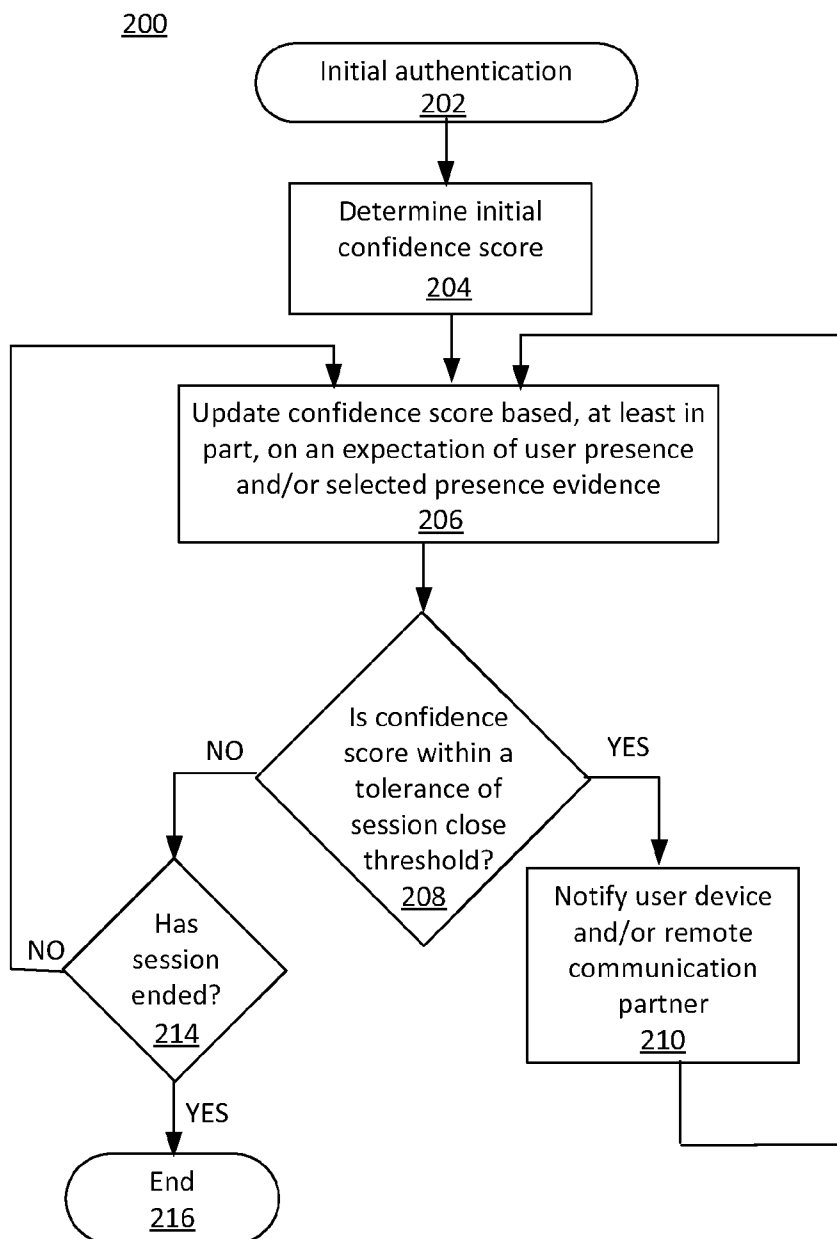 200
Initial authentication
202
Determine initial
confidence score
204
Update confidence score based, at least in
part, on an expectation of user presence
and/or selected presence evidence
206
Is confidence
score within a
tolerance of
session close
threshold?
208
NO
YES
Has
session
ended?
214
NO
YES
Notify user device
and/or remote
communication
partner
210
End
216